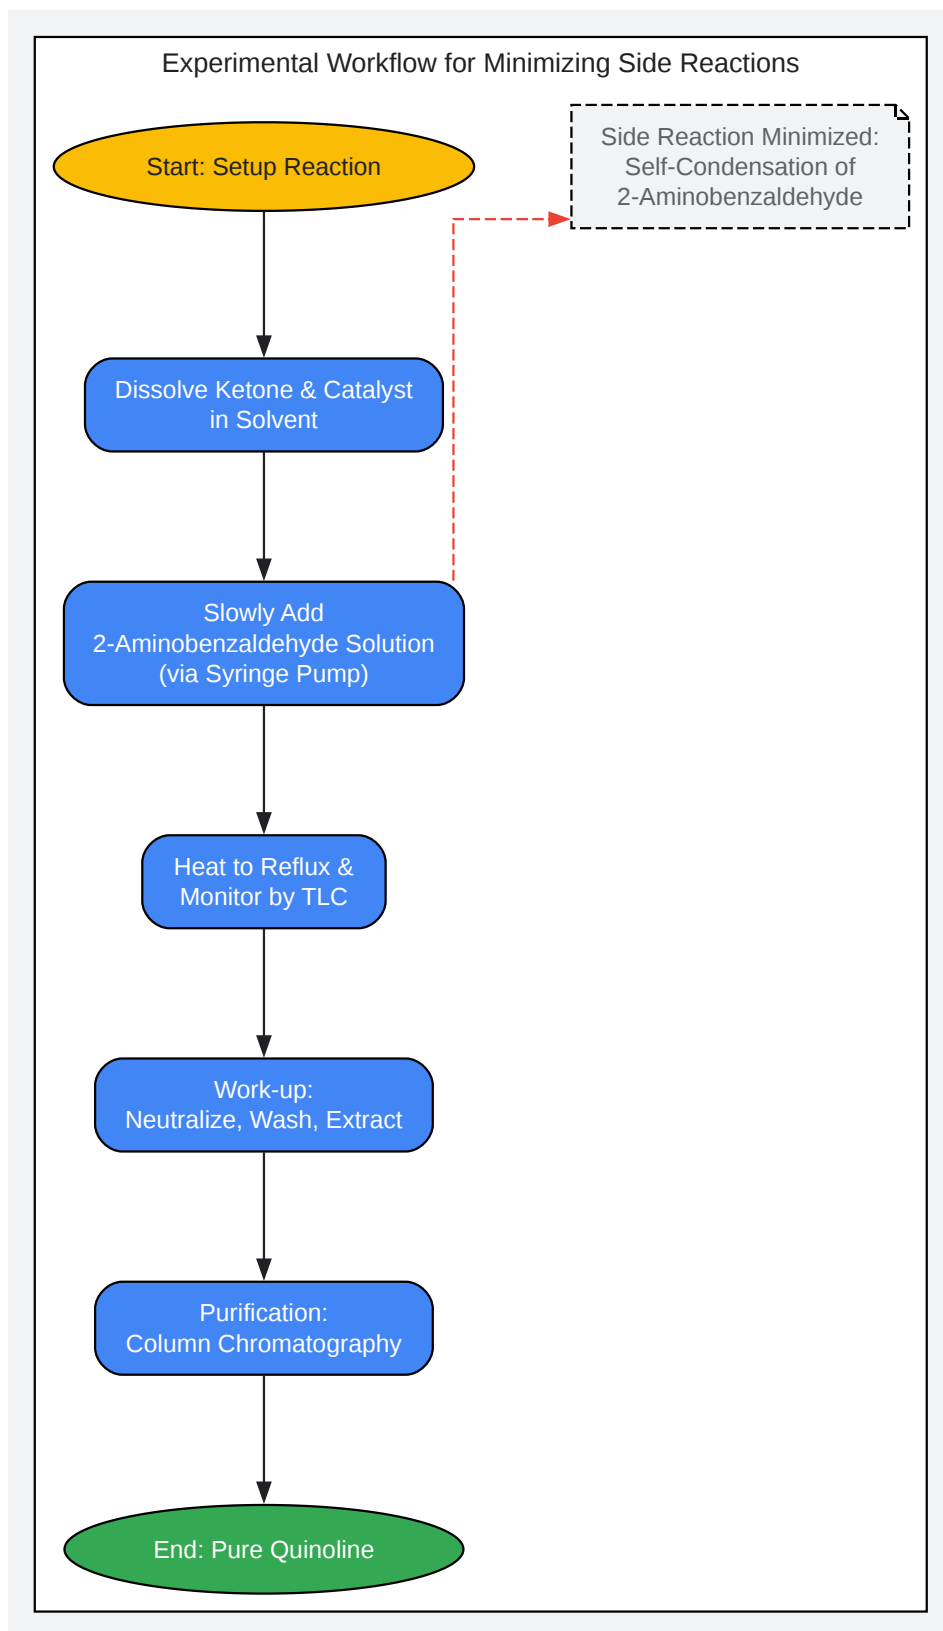 Experimental Workflow for Minimizing Side Reactions
Start: Setup Reaction
Side Reaction Minimized:
Self-Condensation of
2-Aminobenzaldehyde
Dissolve Ketone & Catalyst
in Solvent
Slowly Add
2-Aminobenzaldehyde Solution
(via Syringe Pump)
Heat to Reflux &
Monitor by TLC
Work-up:
Neutralize, Wash, Extract
Purification:
Column Chromatography
End: Pure Quinoline